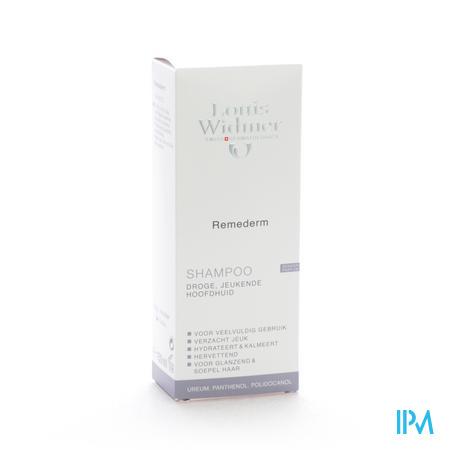 Louis
Widmer
Remederm
SHAMPOO
DROGE, JEUKENDE
HOOFDHUID
VOOR VEELVULDIG GEBRUIK
VERZACHT JEUK
HYDRATEERT & KALMEERT
HERVETTEND
VOOR GLANZEND &
SOEPEL HAAR
UREUM, PANTHENOL, POLIDOCANOL
IPM